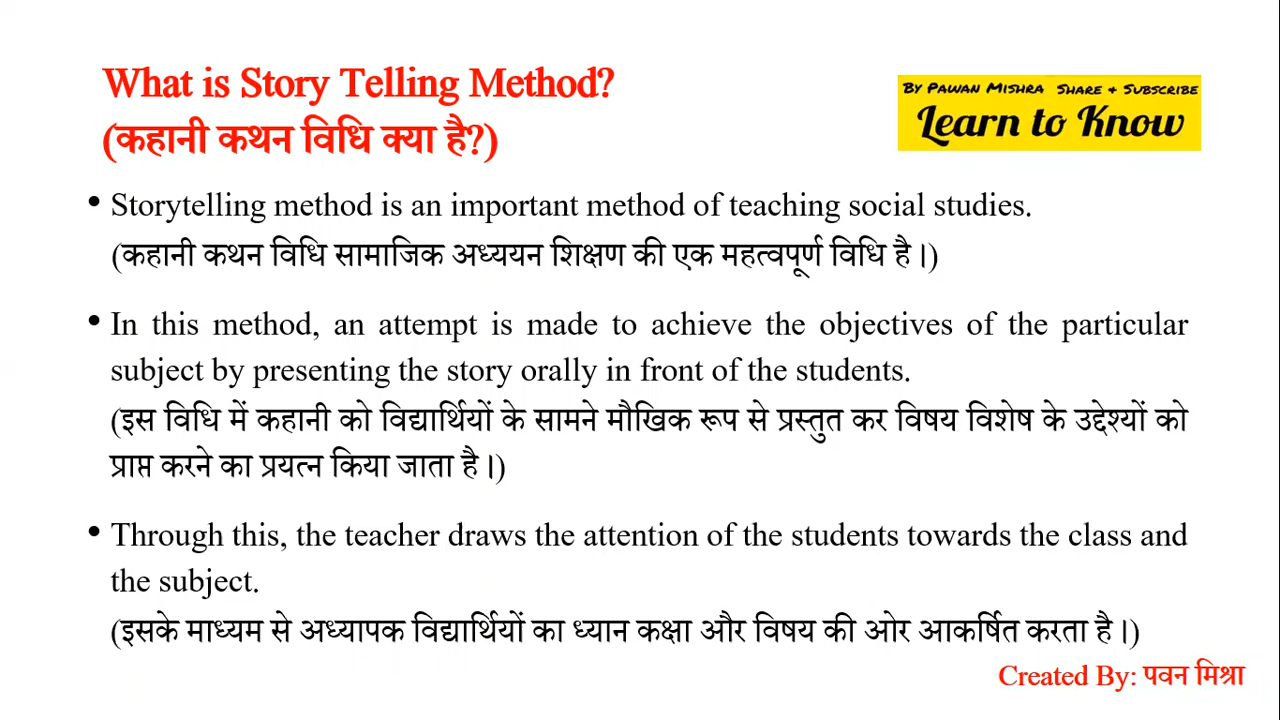 What is Story Telling Method?
(कहानी कथन विधि क्या है?)
By Pawan Mishra Share & Subscribe
Learn to Know
• Storytelling method is an important method of teaching social studies.
(कहानी कथन विधि सामाजिक अध्ययन शिक्षण की एक महत्वपूर्ण विधि है।)
• In this method, an attempt is made to achieve the objectives of the particular
subject by presenting the story orally in front of the students.
(इस विधि में कहानी को विद्यार्थियों के सामने मौखिक रूप से प्रस्तुत कर विषय विशेष के उद्देश्यों को
प्राप्त करने का प्रयत्न किया जाता है।)
• Through this, the teacher draws the attention of the students towards the class and
the subject.
(इसके माध्यम से अध्यापक विद्यार्थियों का ध्यान कक्षा और विषय की ओर आकर्षित करता है।)
Created By: पवन मिश्रा